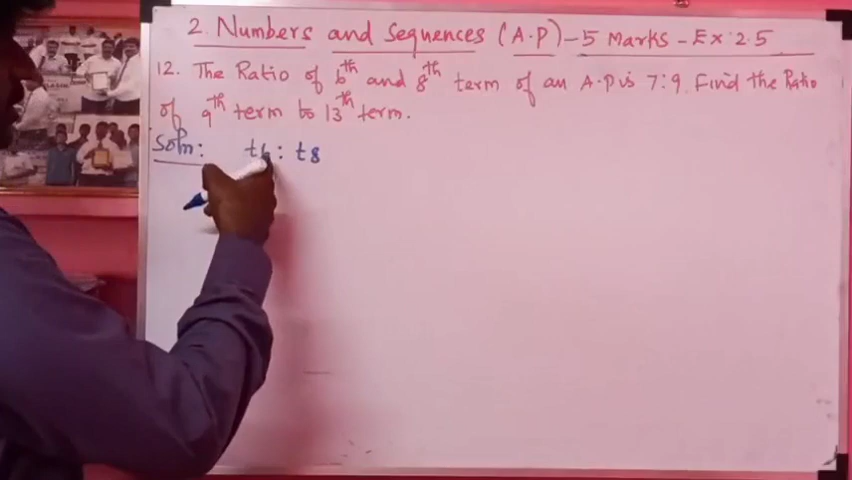 2. Numbers and Sequences (A.P) - 5 Marks - Ex 2.5
12. The Ratio of 6th and 8th term of an A.P is 7:9. Find the Ratio
of 9th term to 13th term.
Soln: t6 : t8